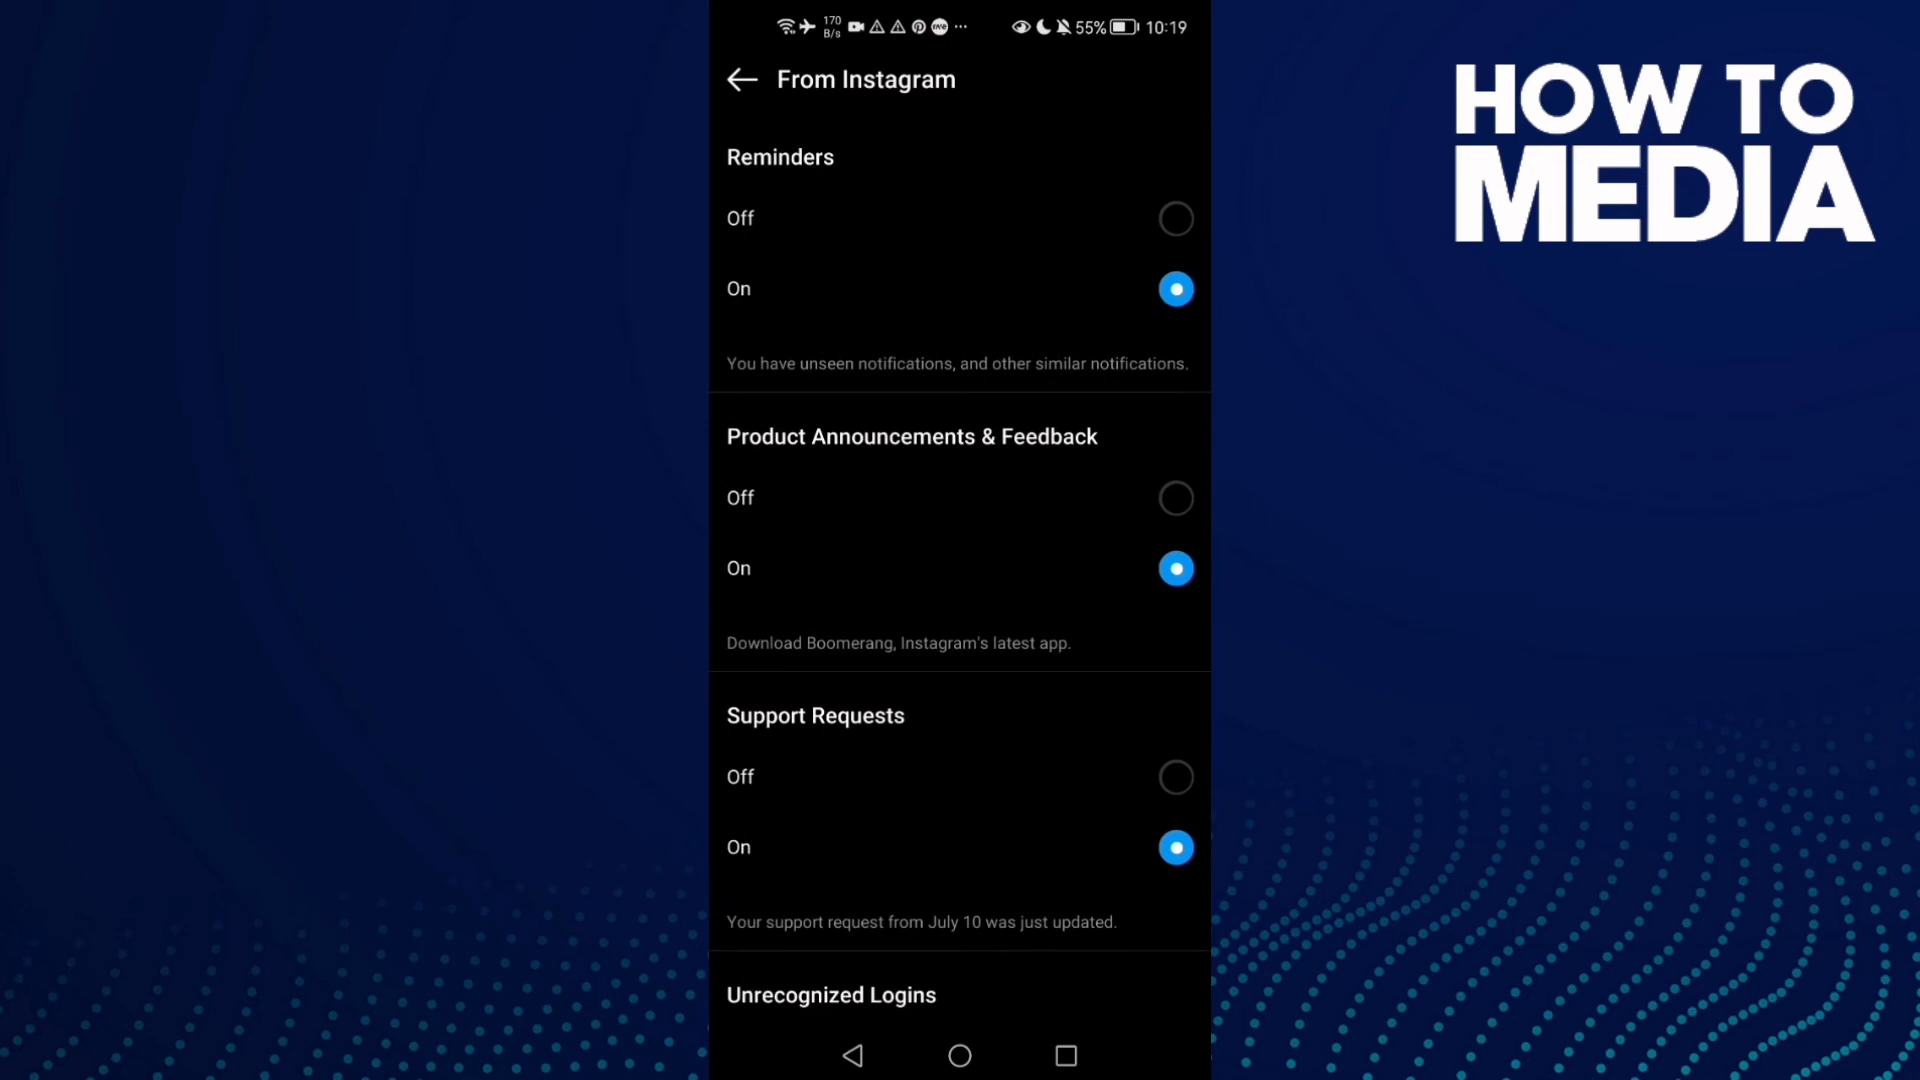 170
B/s
55%
10:19
From Instagram
HOW TO
MEDIA
Reminders
Off
On
You have unseen notifications, and other similar notifications.
Product Announcements & Feedback
Off
On
Download Boomerang, Instagram's latest app.
Support Requests
Off
On
Your support request from July 10 was just updated.
Unrecognized Logins